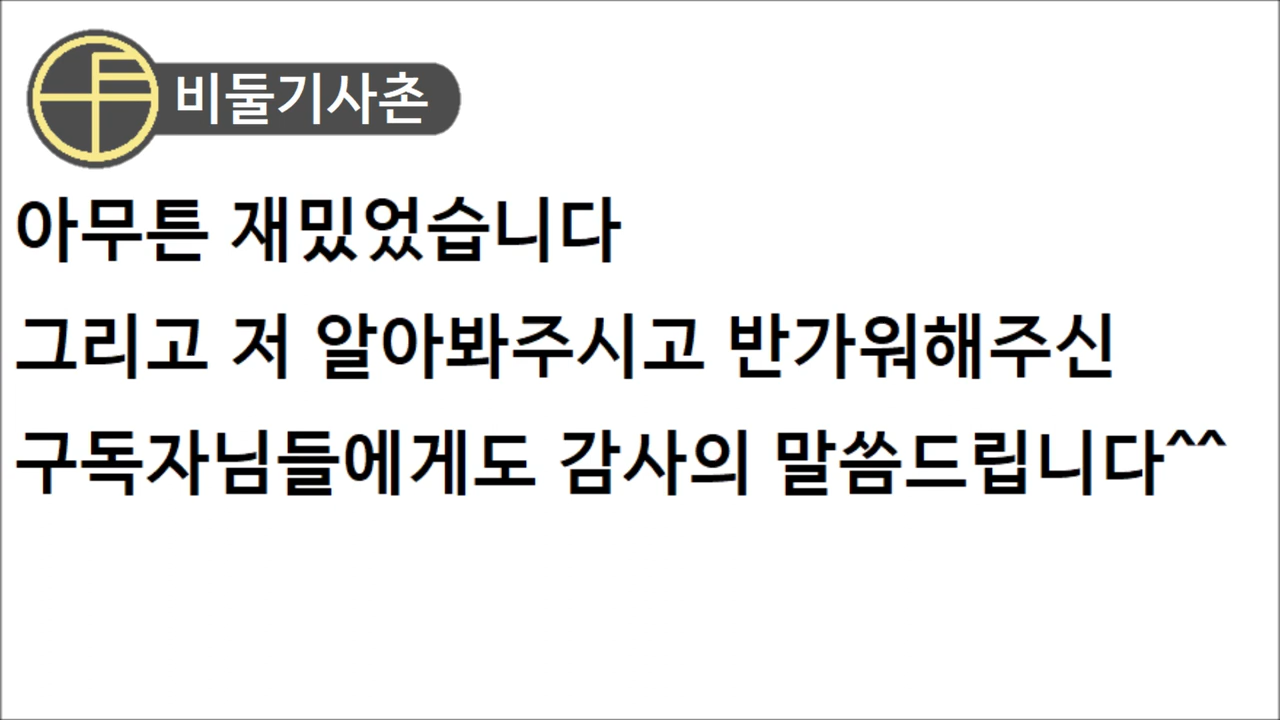 비둘기사촌
아무튼 재밌었습니다
그리고 저 알아봐주시고 반가워해주신
구독자님들에게도 감사의 말씀드립니다^^